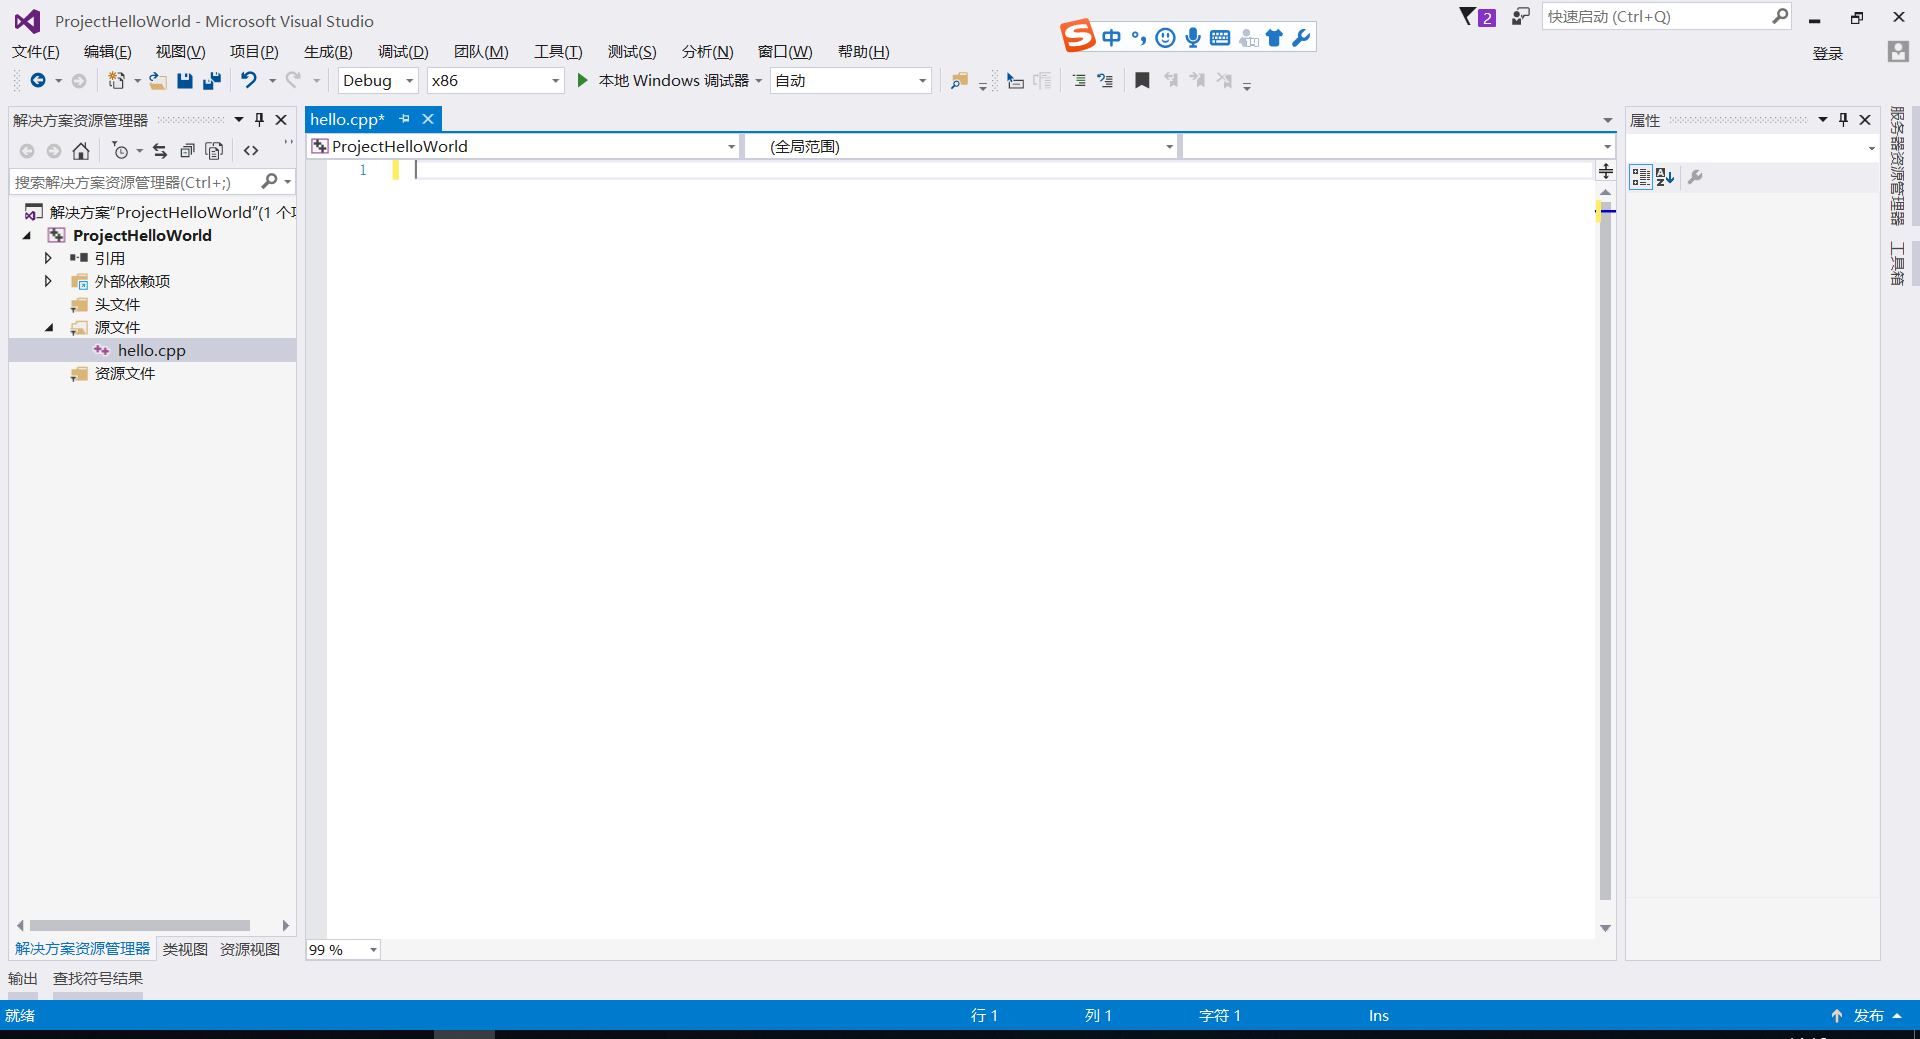 ProjectHelloWorld - Microsoft Visual Studio
2
快速启动 (Ctrl+Q)
中
文件(F) 编辑(E) 视图(V) 项目(P) 生成(B) 调试(D) 团队(M) 工具(T) 测试(S) 分析(N) 窗口(W) 帮助(H)
登录
Debug x86 本地 Windows 调试器 自动
解决方案资源管理器
搜索解决方案资源管理器(Ctrl+;)
解决方案“ProjectHelloWorld”(1 个
ProjectHelloWorld
引用
外部依赖项
头文件
源文件
hello.cpp
资源文件
解决方案资源管理器 类视图 资源视图
hello.cpp*
ProjectHelloWorld (全局范围)
1
99 %
属性
服务器资源管理器
工具箱
输出 查找符号结果
就绪 行 1 列 1 字符 1 Ins 发布